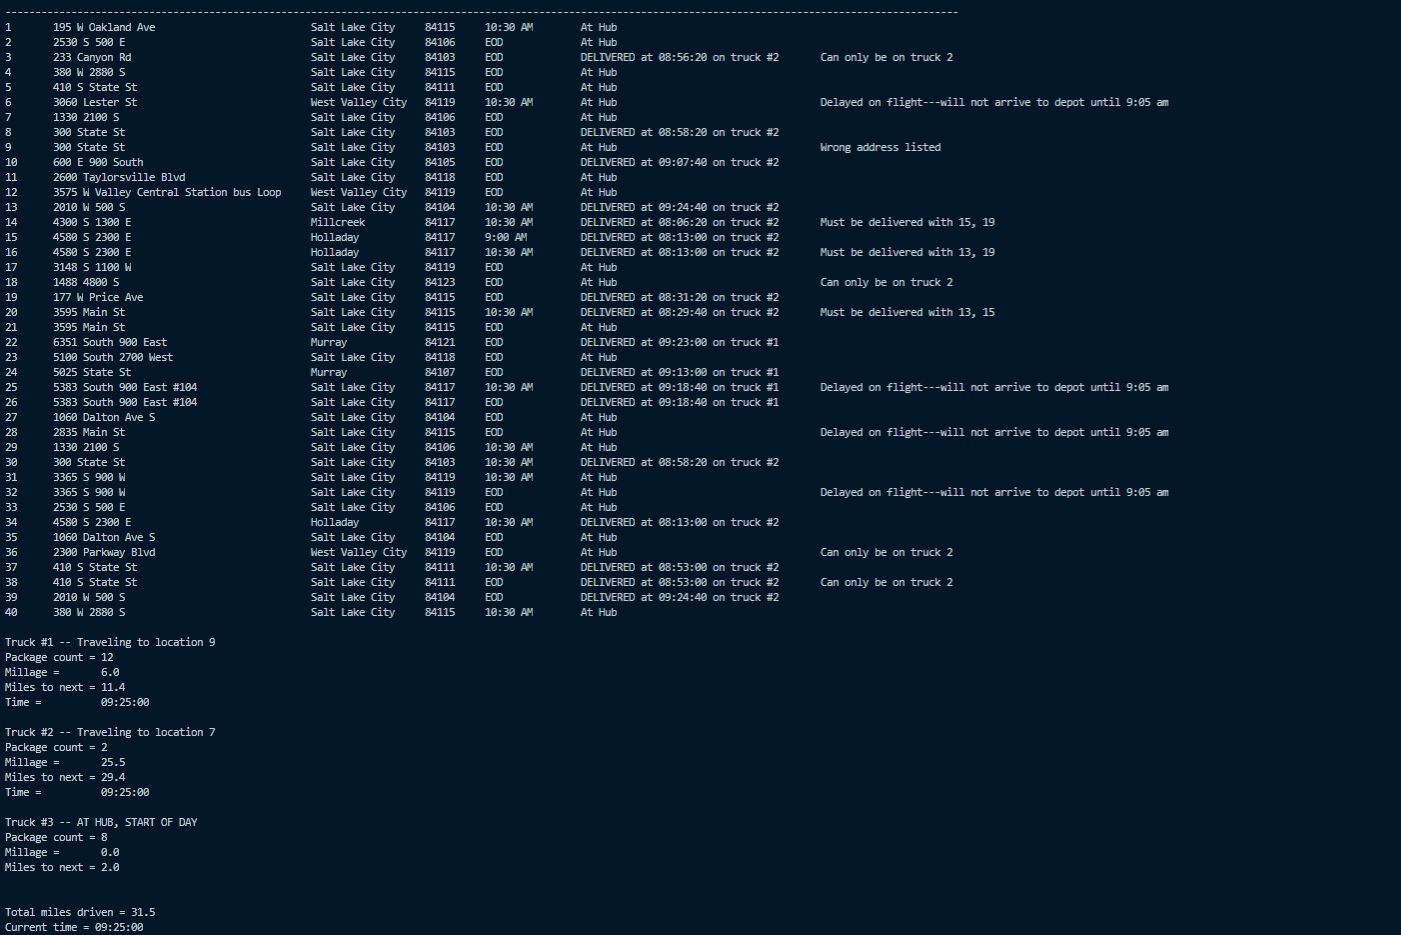 --------------------------------------------------------------------------------------------------------------------------------------------------------------
1 195 W Oakland Ave Salt Lake City 84115 10:30 AM At Hub
2 2530 S 500 E Salt Lake City 84106 EOD At Hub
3 233 Canyon Rd Salt Lake City 84103 EOD DELIVERED at 08:56:20 on truck #2 Can only be on truck 2
4 380 W 2880 S Salt Lake City 84115 EOD At Hub
5 410 S State St Salt Lake City 84111 EOD At Hub
6 3060 Lester St West Valley City 84119 10:30 AM At Hub Delayed on flight---will not arrive to depot until 9:05 am
7 1330 2100 S Salt Lake City 84106 EOD At Hub
8 300 State St Salt Lake City 84103 EOD DELIVERED at 08:58:20 on truck #2
9 300 State St Salt Lake City 84103 EOD At Hub Wrong address listed
10 600 E 900 South Salt Lake City 84105 EOD DELIVERED at 09:07:40 on truck #2
11 2600 Taylorsville Blvd Salt Lake City 84118 EOD At Hub
12 3575 W Valley Central Station bus Loop West Valley City 84119 EOD At Hub
13 2010 W 500 S Salt Lake City 84104 10:30 AM DELIVERED at 09:24:40 on truck #2
14 4300 S 1300 E Millcreek 84117 10:30 AM DELIVERED at 08:06:20 on truck #2 Must be delivered with 15, 19
15 4580 S 2300 E Holladay 84117 9:00 AM DELIVERED at 08:13:00 on truck #2
16 4580 S 2300 E Holladay 84117 10:30 AM DELIVERED at 08:13:00 on truck #2 Must be delivered with 13, 19
17 3148 S 1100 W Salt Lake City 84119 EOD At Hub
18 1488 4800 S Salt Lake City 84123 EOD At Hub Can only be on truck 2
19 177 W Price Ave Salt Lake City 84115 EOD DELIVERED at 08:31:20 on truck #2
20 3595 Main St Salt Lake City 84115 10:30 AM DELIVERED at 08:29:40 on truck #2 Must be delivered with 13, 15
21 3595 Main St Salt Lake City 84115 EOD At Hub
22 6351 South 900 East Murray 84121 EOD DELIVERED at 09:23:00 on truck #1
23 5100 South 2700 West Salt Lake City 84118 EOD At Hub
24 5025 State St Murray 84107 EOD DELIVERED at 09:13:00 on truck #1
25 5383 South 900 East #104 Salt Lake City 84117 10:30 AM DELIVERED at 09:18:40 on truck #1 Delayed on flight---will not arrive to depot until 9:05 am
26 5383 South 900 East #104 Salt Lake City 84117 EOD DELIVERED at 09:18:40 on truck #1
27 1060 Dalton Ave S Salt Lake City 84104 EOD At Hub
28 2835 Main St Salt Lake City 84115 EOD At Hub Delayed on flight---will not arrive to depot until 9:05 am
29 1330 2100 S Salt Lake City 84106 10:30 AM At Hub
30 300 State St Salt Lake City 84103 10:30 AM DELIVERED at 08:58:20 on truck #2
31 3365 S 900 W Salt Lake City 84119 10:30 AM At Hub
32 3365 S 900 W Salt Lake City 84119 EOD At Hub Delayed on flight---will not arrive to depot until 9:05 am
33 2530 S 500 E Salt Lake City 84106 EOD At Hub
34 4580 S 2300 E Holladay 84117 10:30 AM DELIVERED at 08:13:00 on truck #2
35 1060 Dalton Ave S Salt Lake City 84104 EOD At Hub
36 2300 Parkway Blvd West Valley City 84119 EOD At Hub Can only be on truck 2
37 410 S State St Salt Lake City 84111 10:30 AM DELIVERED at 08:53:00 on truck #2
38 410 S State St Salt Lake City 84111 EOD DELIVERED at 08:53:00 on truck #2 Can only be on truck 2
39 2010 W 500 S Salt Lake City 84104 EOD DELIVERED at 09:24:40 on truck #2
40 380 W 2880 S Salt Lake City 84115 10:30 AM At Hub
Truck #1 -- Traveling to location 9
Package count = 12
Millage = 6.0
Miles to next = 11.4
Time = 09:25:00
Truck #2 -- Traveling to location 7
Package count = 2
Millage = 25.5
Miles to next = 29.4
Time = 09:25:00
Truck #3 -- AT HUB, START OF DAY
Package count = 8
Millage = 0.0
Miles to next = 2.0
Total miles driven = 31.5
Current time = 09:25:00